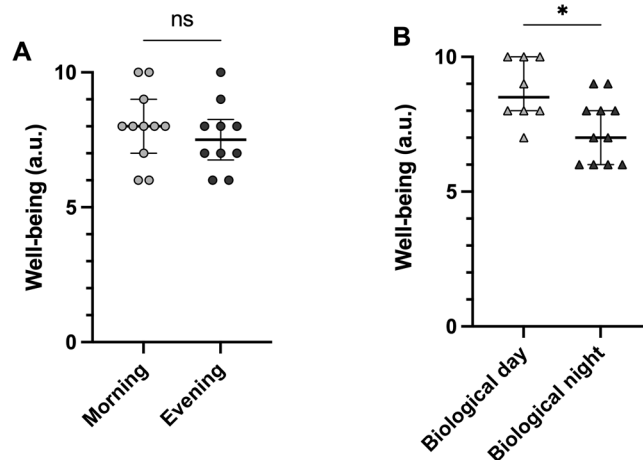 A
ns
Well-being (a.u.)
10
5
0
Morning
Evening
B
*
Well-being (a.u.)
10
5
0
Biological day
Biological night